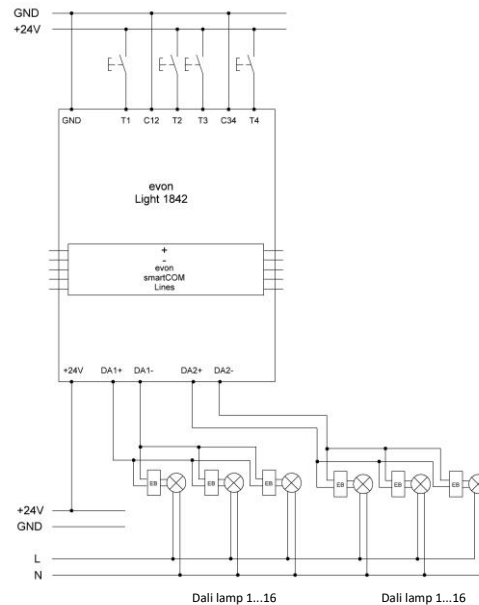 GND
+24V
GND T1 C12 T2 T3 C34 T4
evon
Light 1842
+
-
evon
smartCOM
Lines
+24V DA1+ DA1- DA2+ DA2-
EB EB EB EB EB EB
+24V
GND
L
N
Dali lamp 1...16 Dali lamp 1...16